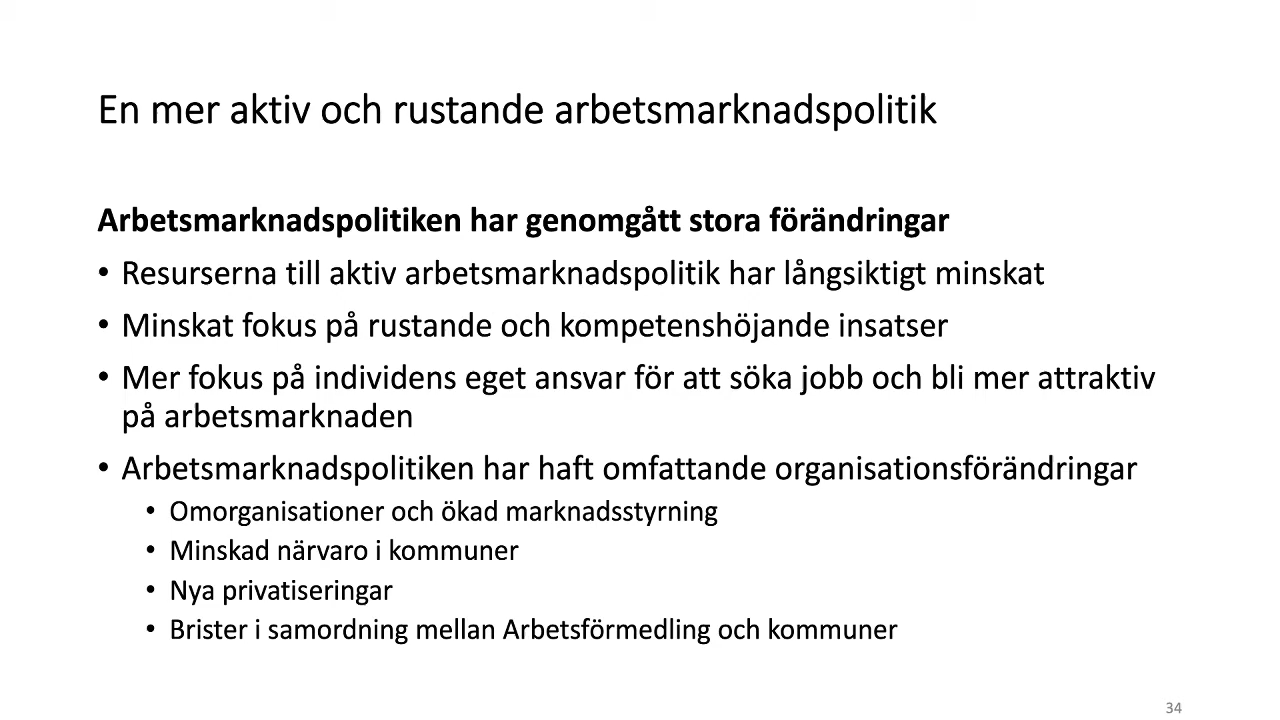 En mer aktiv och rustande arbetsmarknadspolitik
Arbetsmarknadspolitiken har genomgått stora förändringar
• Resurserna till aktiv arbetsmarknadspolitik har långsiktigt minskat
• Minskat fokus på rustande och kompetenshöjande insatser
• Mer fokus på individens eget ansvar för att söka jobb och bli mer attraktiv
på arbetsmarknaden
• Arbetsmarknadspolitiken har haft omfattande organisationsförändringar
• Omorganisationer och ökad marknadsstyrning
• Minskad närvaro i kommuner
• Nya privatiseringar
• Brister i samordning mellan Arbetsförmedling och kommuner
34